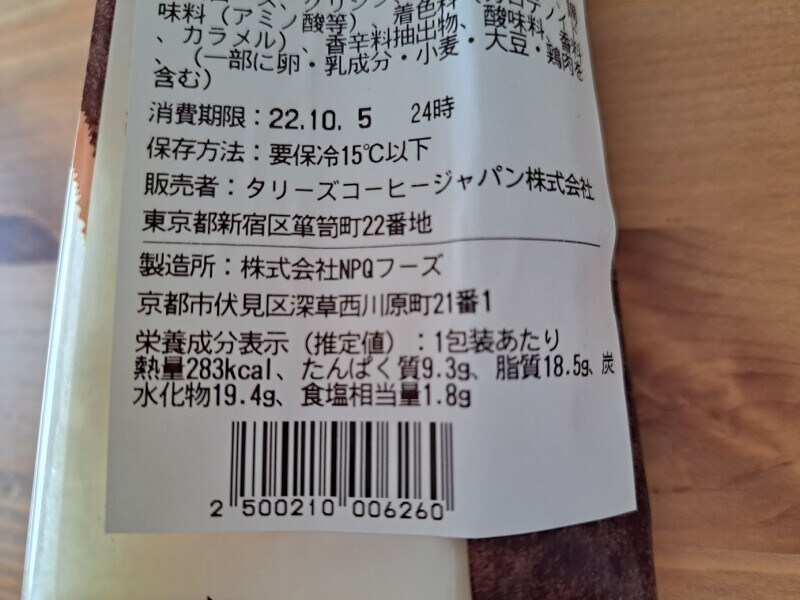 味料（アミノ酸等）、着色料
、カラメル）、香辛料抽出物、酸味料、香料
、（一部に卵・乳成分・小麦・大豆・鶏肉を
含む）
消費期限：22.10. 5 24時
保存方法：要保冷15℃以下
販売者：タリーズコーヒージャパン株式会社
東京都新宿区箪笥町22番地
製造所：株式会社NPQフーズ
京都市伏見区深草西川原町21番1
栄養成分表示（推定値）：1包装あたり
熱量283kcal、たんぱく質9.3g、脂質18.5g、炭
水化物19.4g、食塩相当量1.8g
2 500210 006260